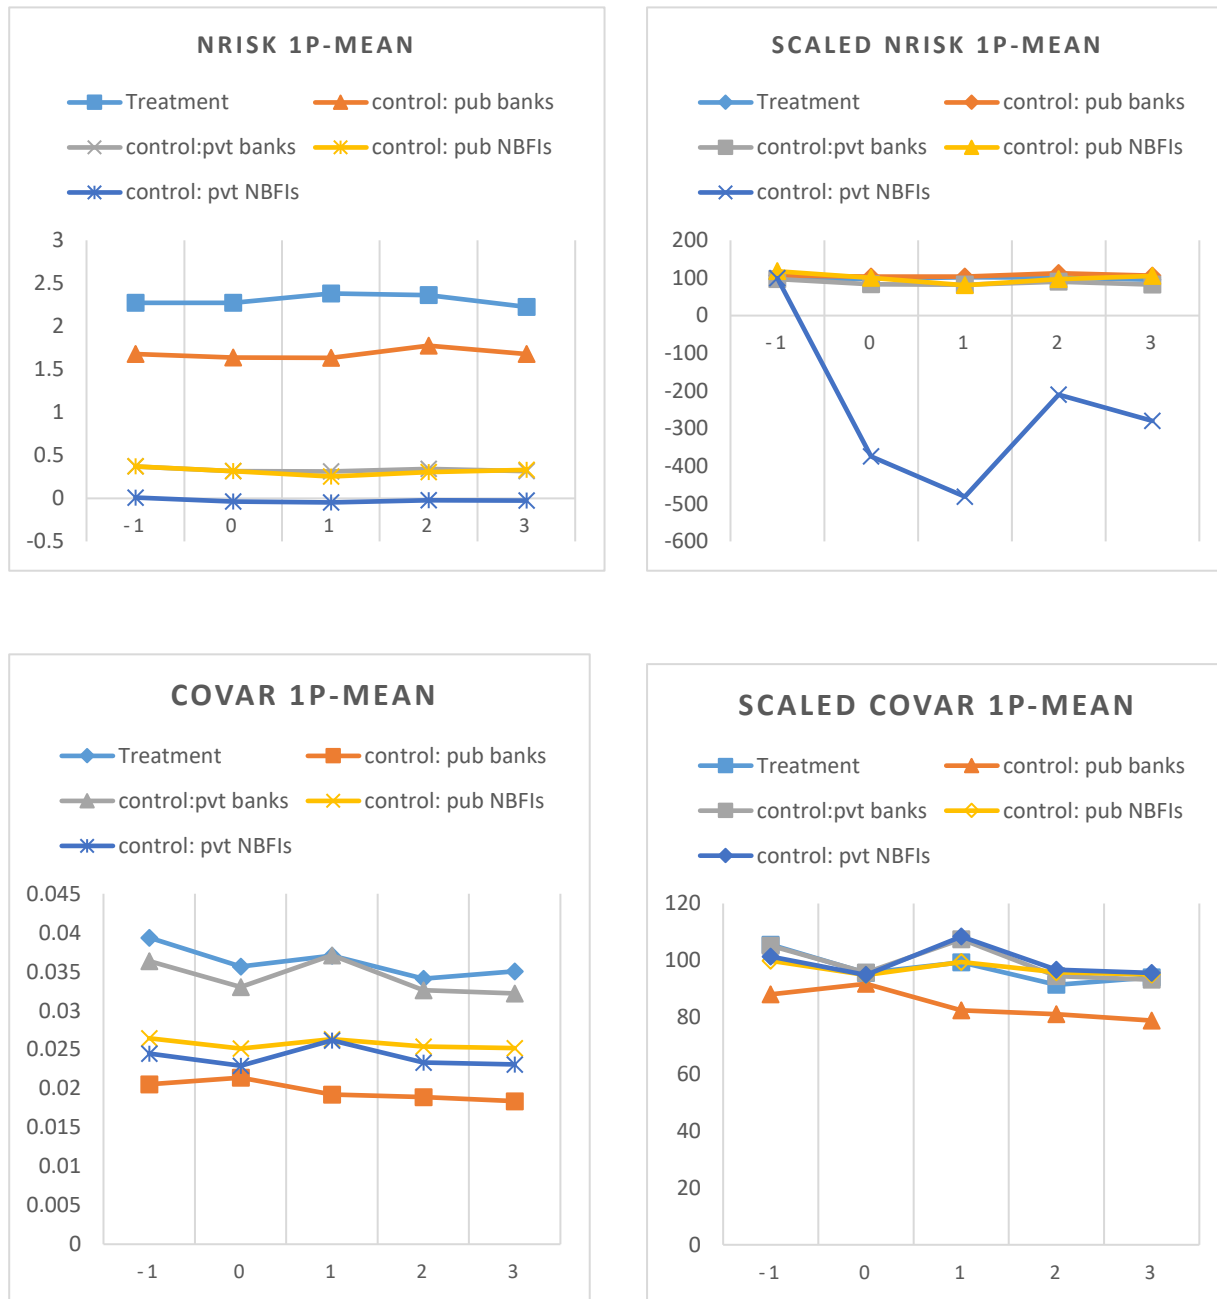 NRISK 1P-MEAN
Treatment
control: pub banks
control:pvt banks
control: pub NBFIs
control: pvt NBFIs
3
2.5
2
1.5
1
0.5
0
-0.5
-1 0 1 2 3
SCALED NRISK 1P-MEAN
Treatment
control: pub banks
control:pvt banks
control: pub NBFIs
control: pvt NBFIs
200
100
0
-100
-200
-300
-400
-500
-600
-1 0 1 2 3
COVAR 1P-MEAN
Treatment
control: pub banks
control:pvt banks
control: pub NBFIs
control: pvt NBFIs
0.045
0.04
0.035
0.03
0.025
0.02
0.015
0.01
0.005
0
-1 0 1 2 3
SCALED COVAR 1P-MEAN
Treatment
control: pub banks
control:pvt banks
control: pub NBFIs
control: pvt NBFIs
120
100
80
60
40
20
0
-1 0 1 2 3